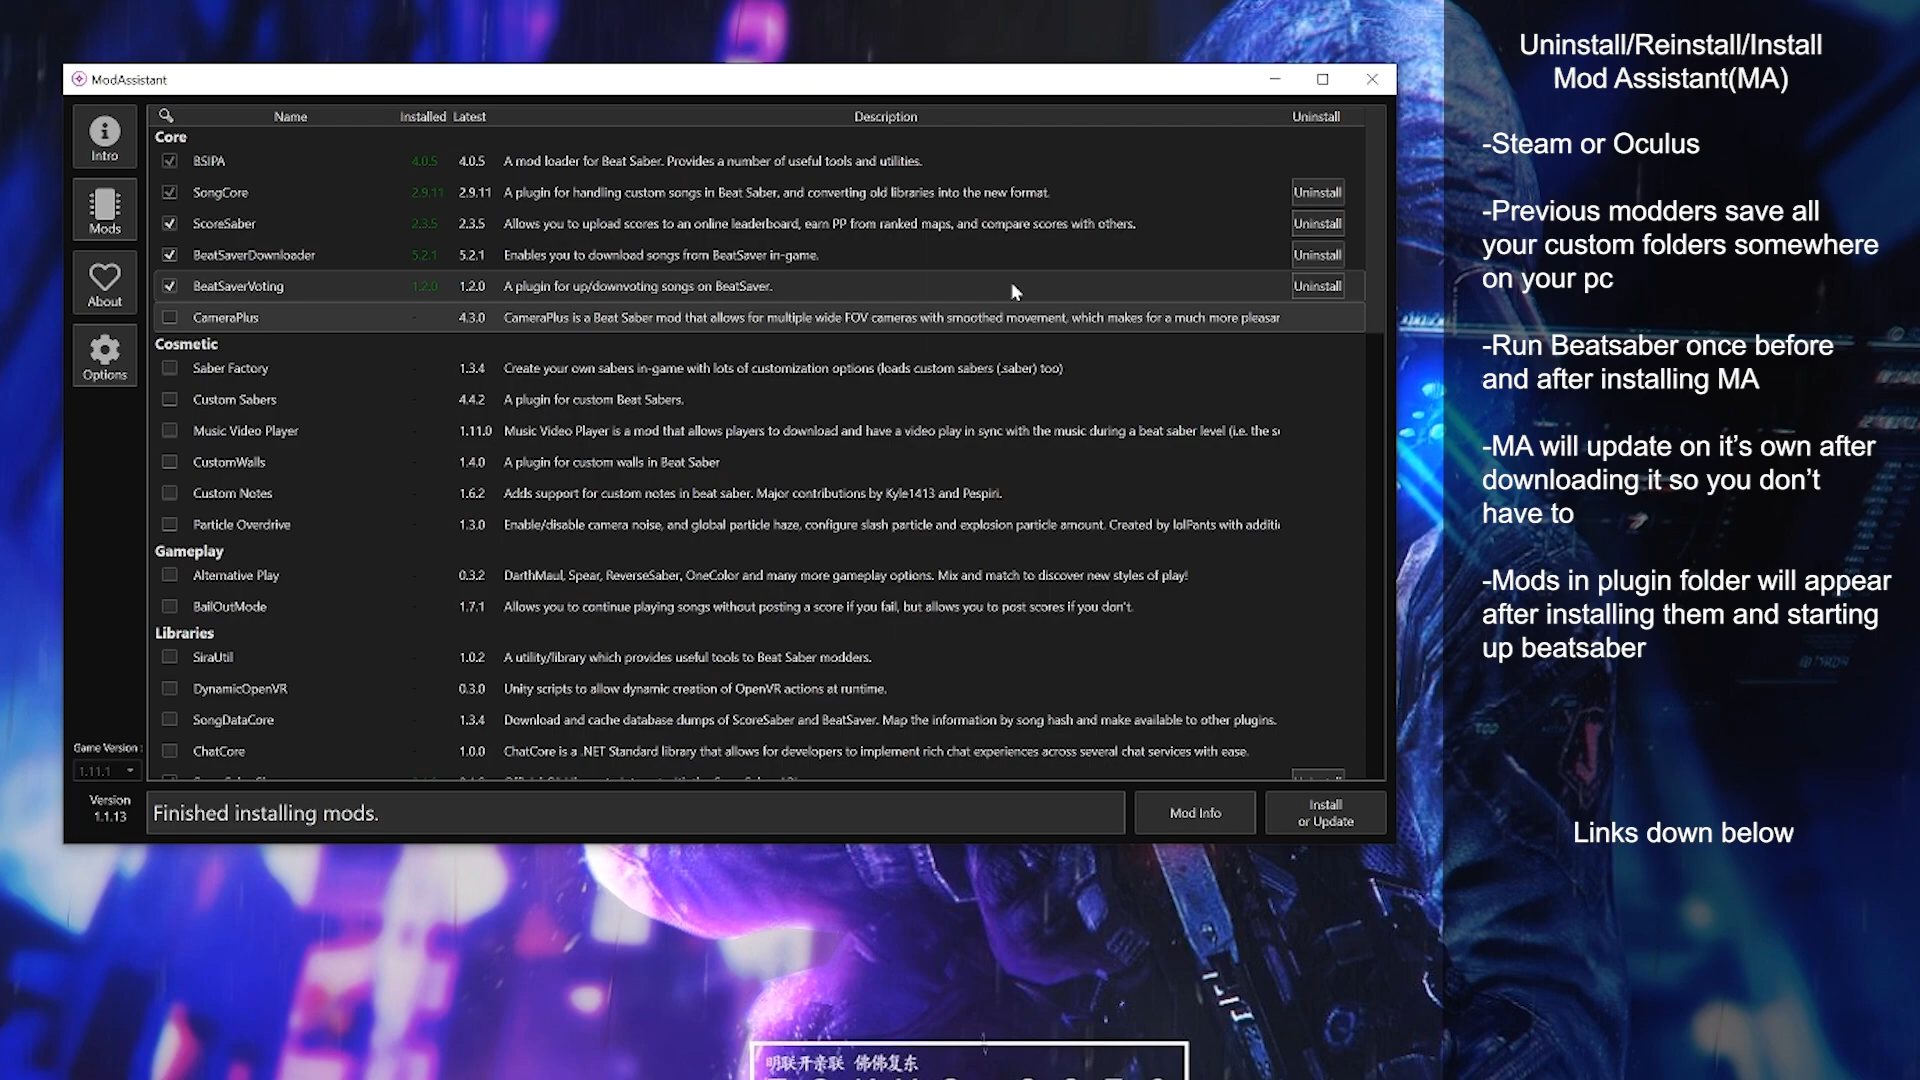 ModAssistant
Name Installed Latest Description Uninstall
Core
BSIPA 4.0.5 4.0.5 A mod loader for Beat Saber. Provides a number of useful tools and utilities.
SongCore 2.9.11 2.9.11 A plugin for handling custom songs in Beat Saber, and converting old libraries into the new format. Uninstall
ScoreSaber 2.3.5 2.3.5 Allows you to upload scores to an online leaderboard, earn PP from ranked maps, and compare scores with others. Uninstall
BeatSaverDownloader 5.2.1 5.2.1 Enables you to download songs from BeatSaver in-game. Uninstall
BeatSaverVoting 1.2.0 1.2.0 A plugin for up/downvoting songs on BeatSaver. Uninstall
CameraPlus - 4.3.0 CameraPlus is a Beat Saber mod that allows for multiple wide FOV cameras with smoothed movement, which makes for a much more pleasar
Cosmetic
Saber Factory - 1.3.4 Create your own sabers in-game with lots of customization options (loads custom sabers (.saber) too)
Custom Sabers - 4.4.2 A plugin for custom Beat Sabers.
Music Video Player - 1.11.0 Music Video Player is a mod that allows players to download and have a video play in sync with the music during a beat saber level (i.e. the s
CustomWalls - 1.4.0 A plugin for custom walls in Beat Saber
Custom Notes - 1.6.2 Adds support for custom notes in beat saber. Major contributions by Kyle1413 and Pespiri.
Particle Overdrive - 1.3.0 Enable/disable camera noise, and global particle haze, configure slash particle and explosion particle amount. Created by lolPants with additi
Gameplay
Alternative Play - 0.3.2 DarthMaul, Spear, ReverseSaber, OneColor and many more gameplay options. Mix and match to discover new styles of play!
BailOutMode - 1.7.1 Allows you to continue playing songs without posting a score if you fail, but allows you to post scores if you don't.
Libraries
SiraUtil - 1.0.2 A utility/library which provides useful tools to Beat Saber modders.
DynamicOpenVR - 0.3.0 Unity scripts to allow dynamic creation of OpenVR actions at runtime.
SongDataCore - 1.3.4 Download and cache database dumps of ScoreSaber and BeatSaver. Map the information by song hash and make available to other plugins.
ChatCore - 1.0.0 ChatCore is a .NET Standard library that allows for developers to implement rich chat experiences across several chat services with ease.
Intro
Mods
About
Options
Game Version :
1.11.1
Version
1.1.13
Finished installing mods.
Mod Info
Install
or Update
Uninstall/Reinstall/Install
Mod Assistant(MA)
-Steam or Oculus
-Previous modders save all
your custom folders somewhere
on your pc
-Run Beatsaber once before
and after installing MA
-MA will update on it's own after
downloading it so you don't
have to
-Mods in plugin folder will appear
after installing them and starting
up beatsaber
Links down below
明联开亲联 佛佛复东